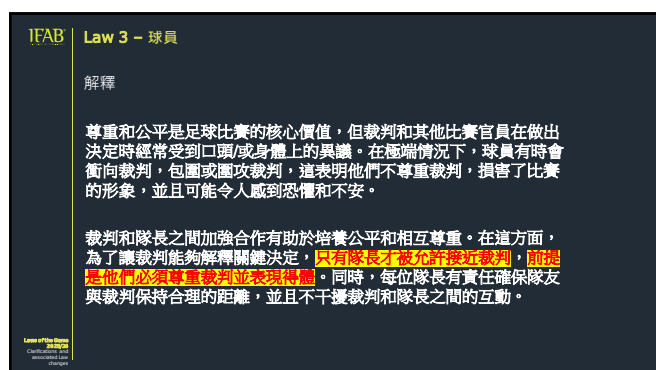 IFAB
Law 3 – 球員
解釋
尊重和公平是足球比賽的核心價值，但裁判和其他比賽官員在做出
決定時經常受到口頭/或身體上的異議。在極端情況下，球員有時會
衝向裁判，包圍或圍攻裁判，這表明他們不尊重裁判，損害了比賽
的形象，並且可能令人感到恐懼和不安。
裁判和隊長之間加強合作有助於培養公平和相互尊重。在這方面，
為了讓裁判能夠解釋關鍵決定，只有隊長才被允許接近裁判，前提
是他們必須尊重裁判並表現得體。同時，每位隊長有責任確保隊友
與裁判保持合理的距離，並且不干擾裁判和隊長之間的互動。
Laws of the Game
2025/26
Clarifications and
associated Law
changes